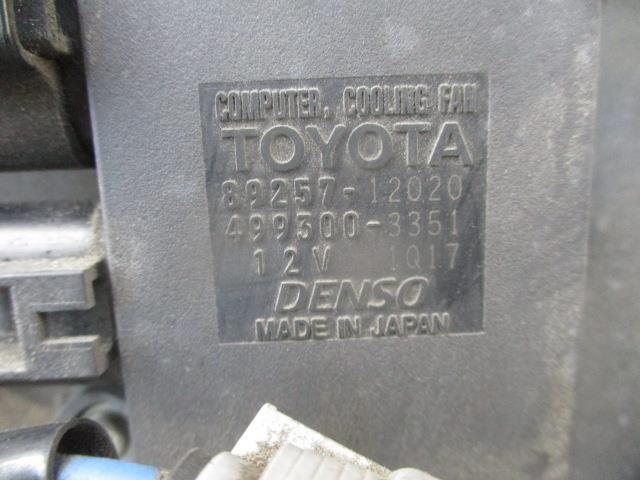 COMPUTER, COOLING FAN
TOYOTA
89257-12020
499300-3351
12V 1Q17
DENSO
MADE IN JAPAN